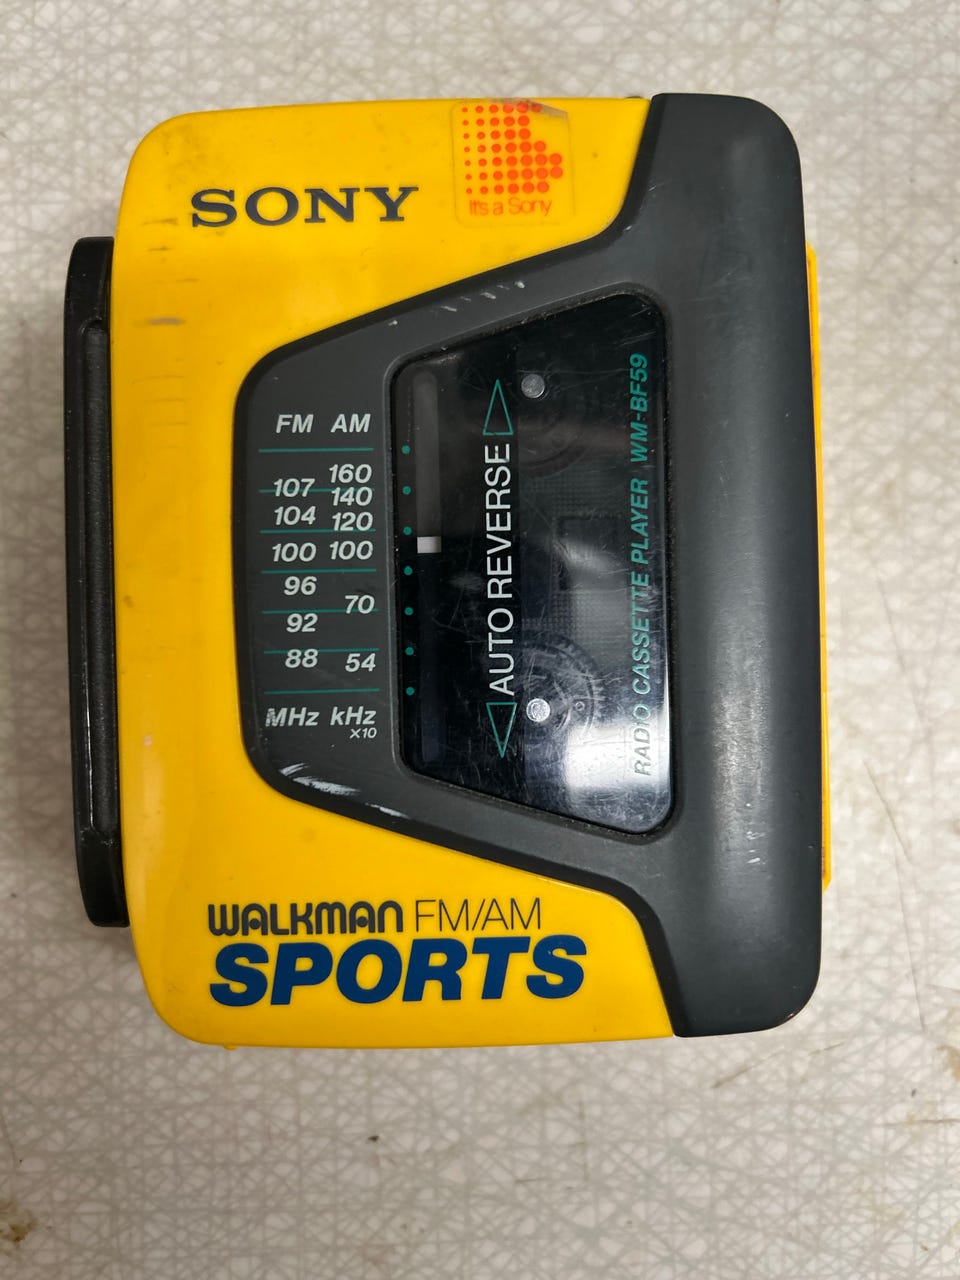 SONY
It's a Sony
FM AM
160
107
140
104
120
100 100
96
70
92
88 54
MHz kHz
×10
AUTO REVERSE
RADIO CASSETTE PLAYER WM-BF59
WALKMAN FM/AM
SPORTS